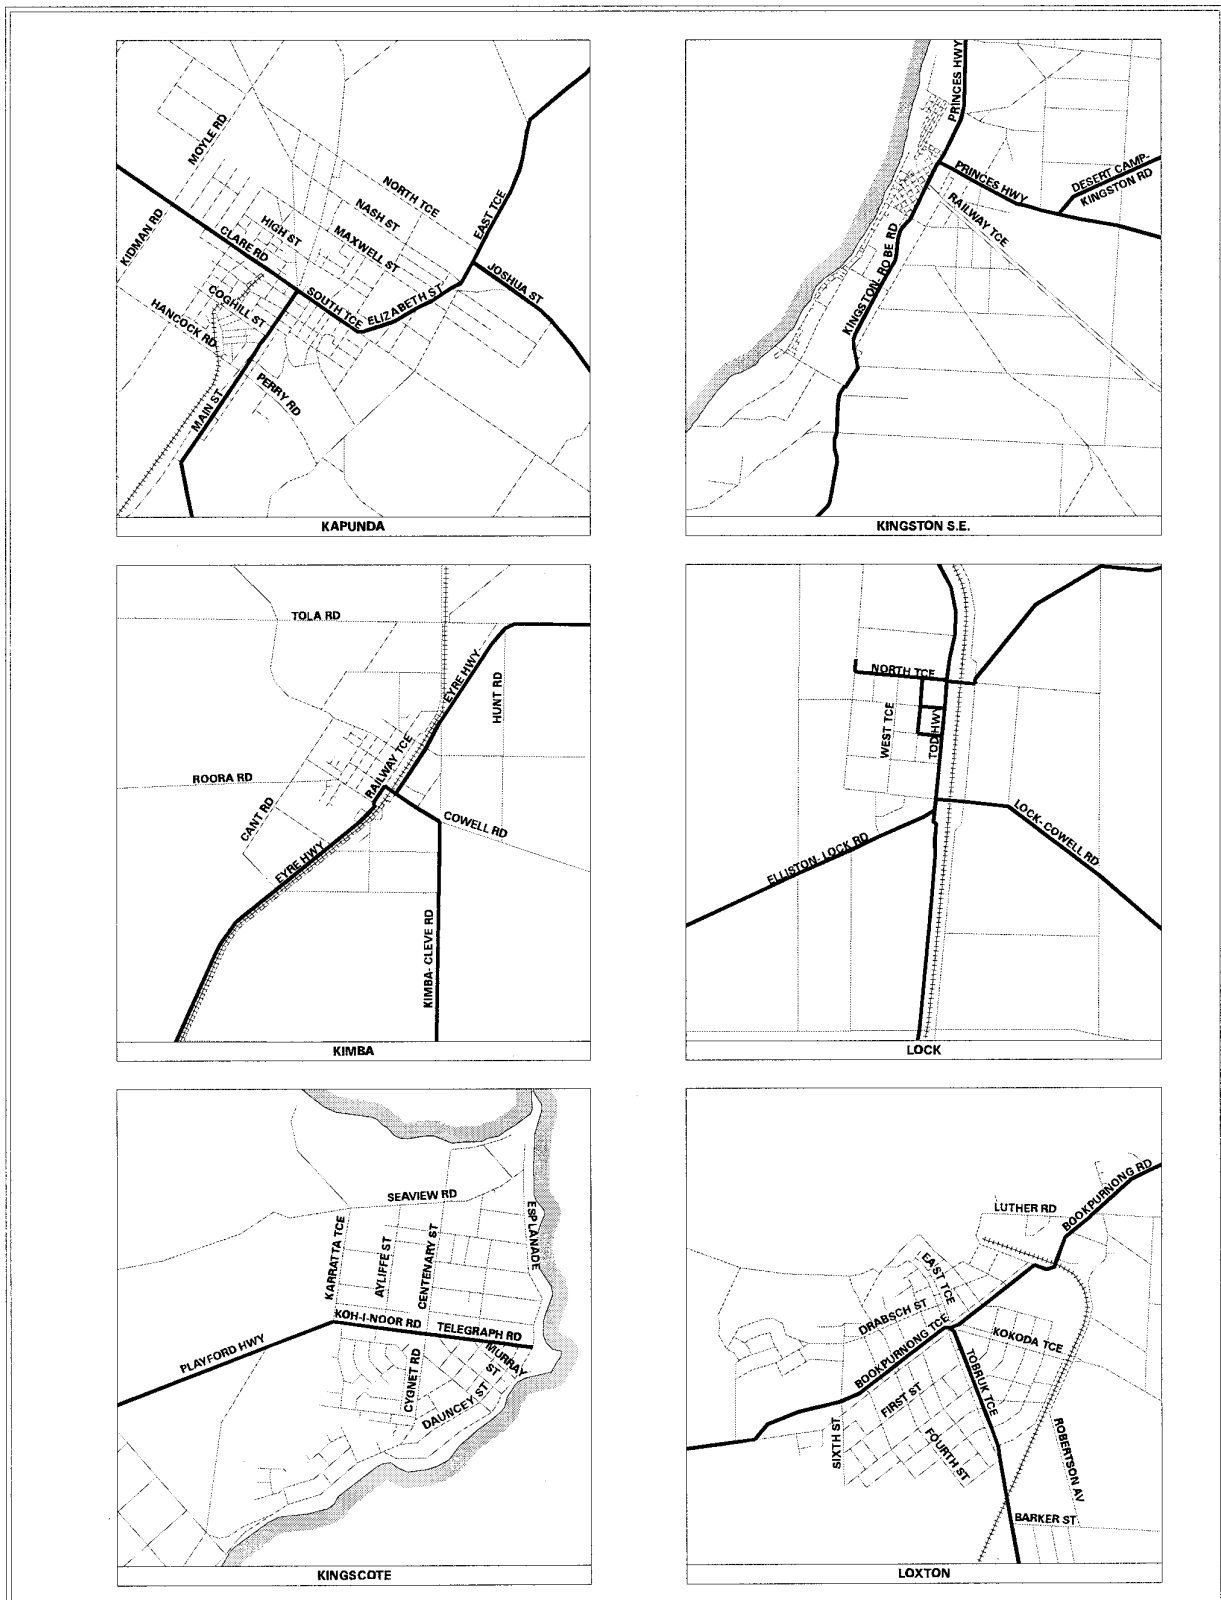 MOYLE RD
NORTH TCE
NASH ST
MAXWELL ST
HIGH ST
KIDMAN RD
CLARE RD
EAST TCE
JOSHUA ST
SOUTH TCE
ELIZABETH ST
COGHILL ST
HANCOCK RD
PERRY RD
MAIN ST
KAPUNDA
PRINCES HWY
PRINCES HWY
DESERT CAMP-
KINGSTON RD
RAILWAY TCE
KINGSTON- ROBE RD
KINGSTON S.E.
TOLA RD
EYRE HWY
HUNT RD
RAILWAY TCE
ROORA RD
CANT RD
COWELL RD
EYRE HWY
KIMBA- CLEVE RD
KIMBA
NORTH TCE
WEST TCE
TOD HWY
LOCK- COWELL RD
ELLISTON- LOCK RD
LOCK
SEAVIEW RD
KARRATTA TCE
AYLIFFE ST
CENTENARY ST
ESPLANADE
KOH-I-NOOR RD
TELEGRAPH RD
PLAYFORD HWY
MURRAY
ST
CYGNET RD
DAUNCEY ST
KINGSCOTE
BOOKPURNONG RD
LUTHER RD
EAST TCE
DRABSCH ST
BOOKPURNONG TCE
KOKODA TCE
TOBRUK TCE
FIRST ST
SIXTH ST
FOURTH ST
ROBERTSON AV
BARKER ST
LOXTON